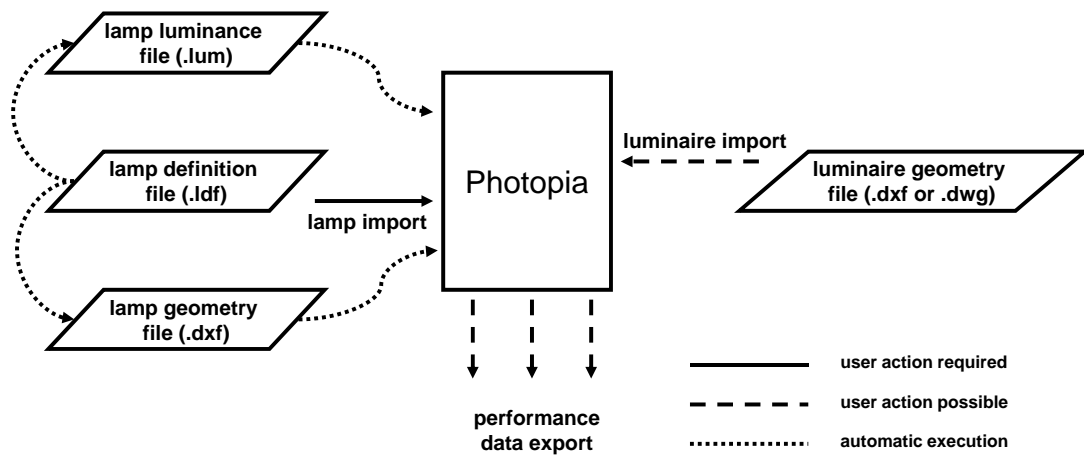 lamp luminance
file (.lum)
lamp definition
file (.ldf)
lamp import
lamp geometry
file (.dxf)
Photopia
luminaire import
luminaire geometry
file (.dxf or .dwg)
performance
data export
user action required
user action possible
automatic execution